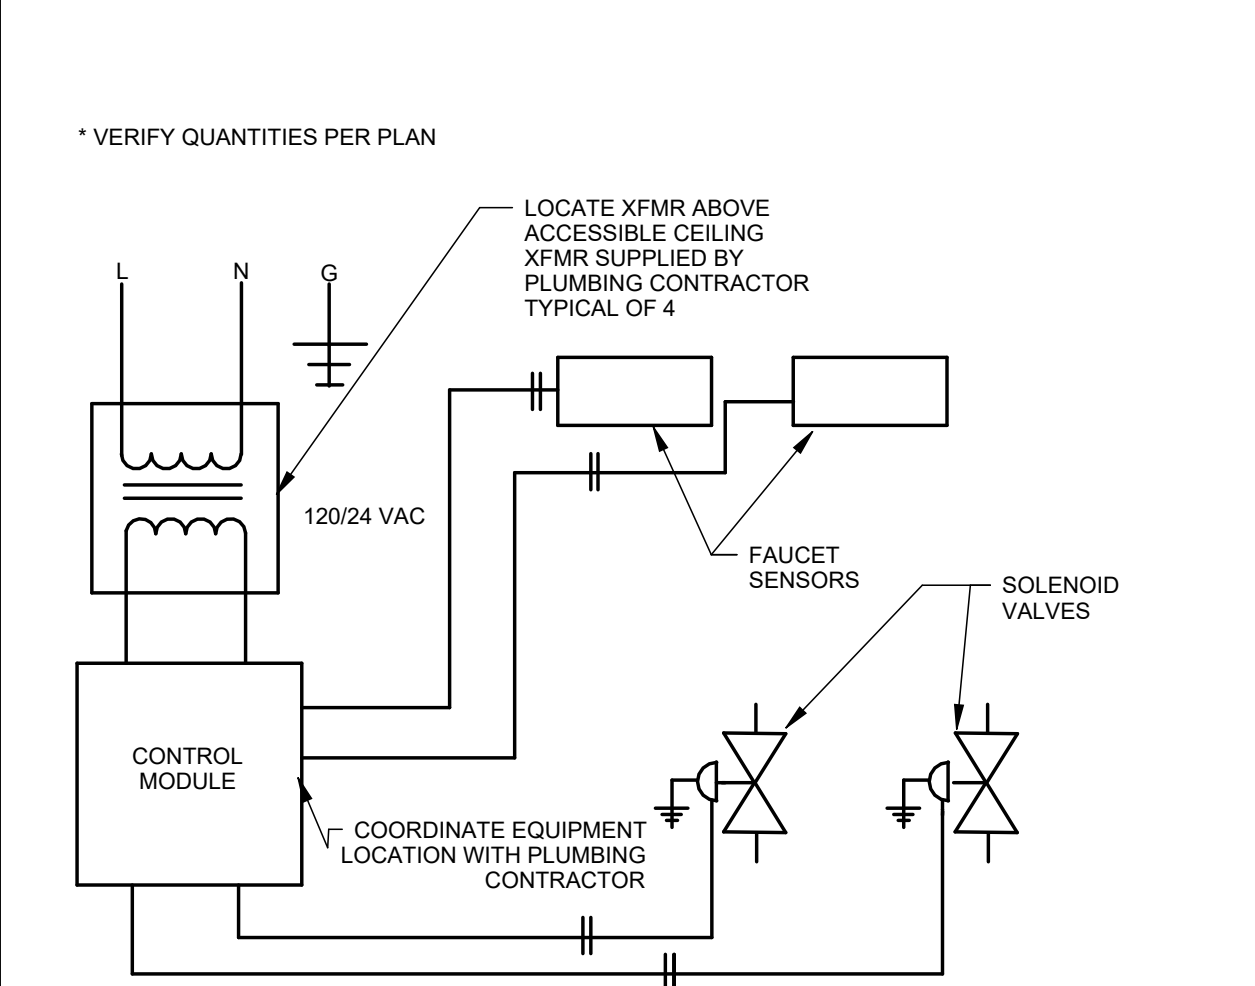 * VERIFY QUANTITIES PER PLAN
LOCATE XFMR ABOVE
ACCESSIBLE CEILING
XFMR SUPPLIED BY
PLUMBING CONTRACTOR
TYPICAL OF 4
L N G
120/24 VAC
FAUCET
SENSORS
SOLENOID
VALVES
CONTROL
MODULE
COORDINATE EQUIPMENT
LOCATION WITH PLUMBING
CONTRACTOR